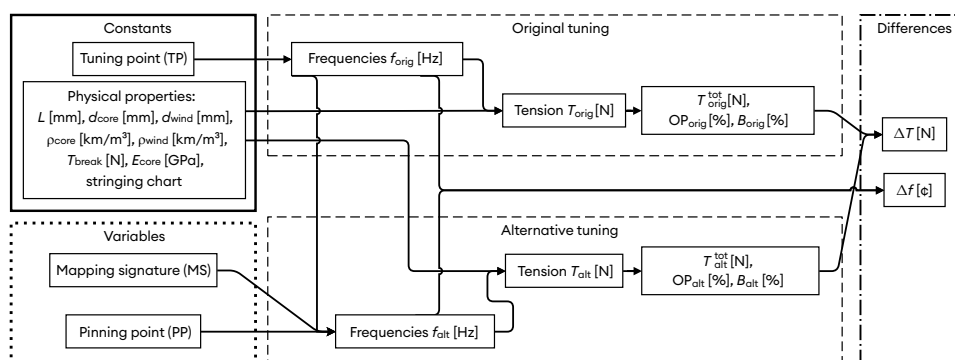 Constants
Tuning point (TP)
Physical properties:
L [mm], dcore [mm], dwind [mm],
ρcore [km/m³], ρwind [km/m³],
Tbreak [N], Ecore [GPa],
stringing chart
Variables
Mapping signature (MS)
Pinning point (PP)
Original tuning
Frequencies forig [Hz]
Tension Torig [N]
T tot orig [N],
OPorig [%], Borig [%]
Alternative tuning
Tension Talt [N]
T tot alt [N],
OPalt [%], Balt [%]
Frequencies falt [Hz]
Differences
ΔT [N]
Δf [¢]